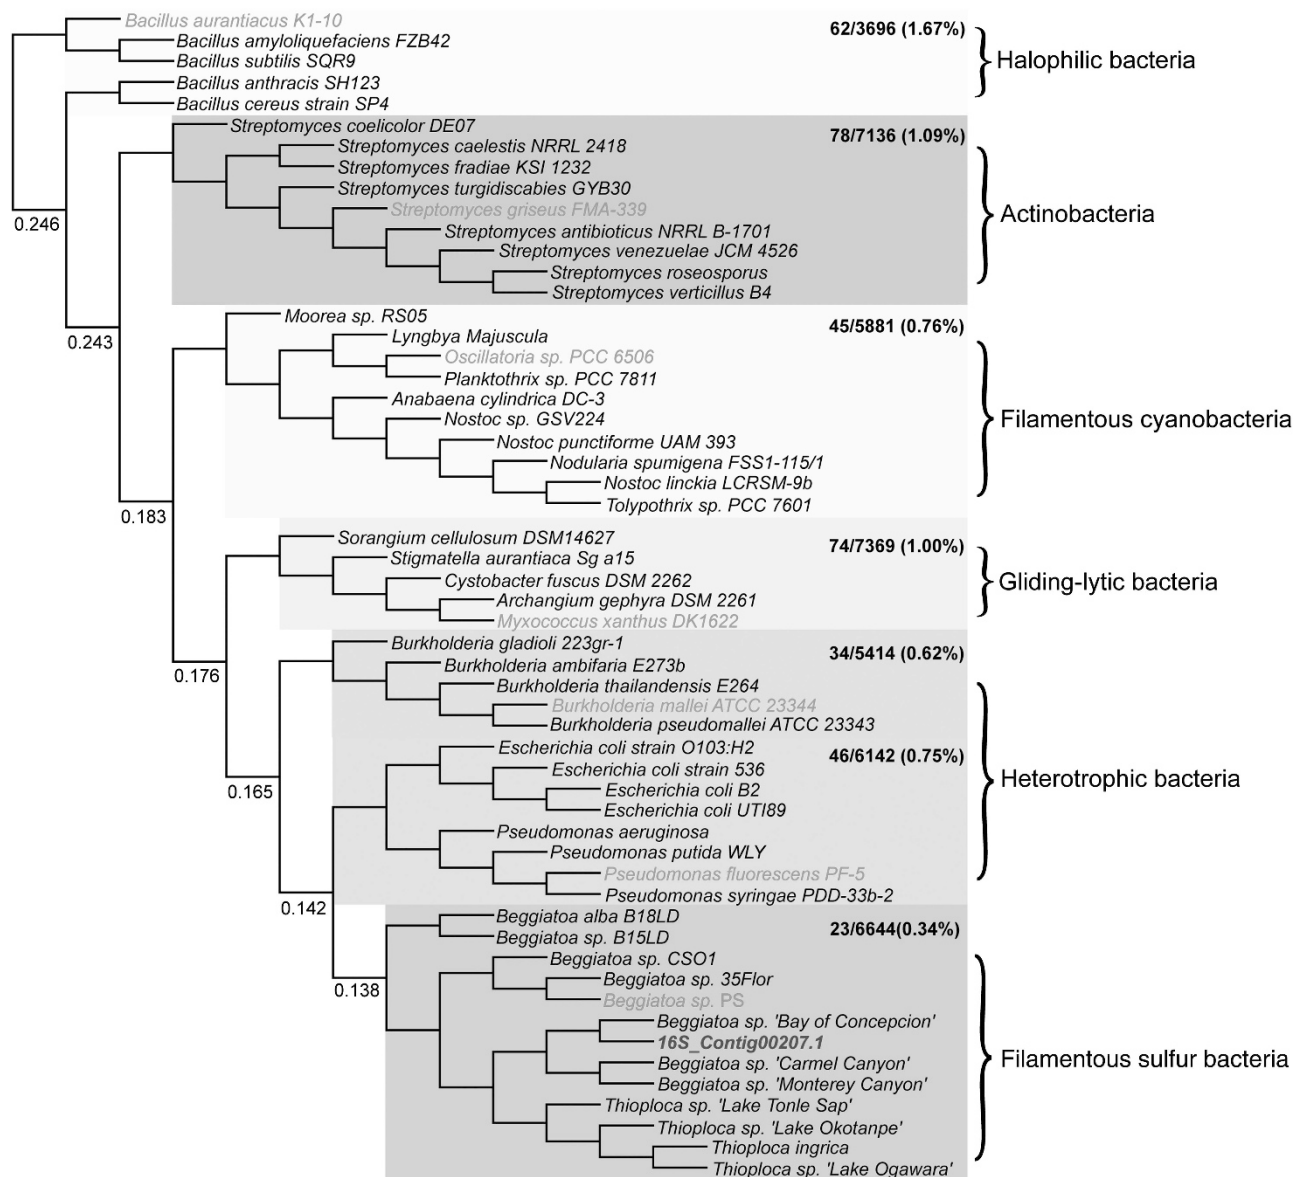 Bacillus aurantiacus K1-10
62/3696 (1.67%)
Bacillus amyloliquefaciens FZB42
Bacillus subtilis SQR9
Halophilic bacteria
Bacillus anthracis SH123
Bacillus cereus strain SP4
Streptomyces coelicolor DE07
78/7136 (1.09%)
Streptomyces caelestis NRRL 2418
Streptomyces fradiae KSI 1232
Streptomyces turgidiscabies GYB30
Streptomyces griseus FMA-339
Actinobacteria
0.246
Streptomyces antibioticus NRRL B-1701
Streptomyces venezuelae JCM 4526
Streptomyces roseosporus
Streptomyces verticillus B4
Moorea sp. RS05
45/5881 (0.76%)
Lyngbya Majuscula
0.243
Oscillatoria sp. PCC 6506
Planktothrix sp. PCC 7811
Anabaena cylindrica DC-3
Nostoc sp. GSV224
Filamentous cyanobacteria
Nostoc punctiforme UAM 393
Nodularia spumigena FSS1-115/1
Nostoc linckia LCRSM-9b
Tolypothrix sp. PCC 7601
0.183
Sorangium cellulosum DSM14627
74/7369 (1.00%)
Stigmatella aurantiaca Sg a15
Cystobacter fuscus DSM 2262
Gliding-lytic bacteria
Archangium gephyra DSM 2261
Myxococcus xanthus DK1622
Burkholderia gladioli 223gr-1
34/5414 (0.62%)
Burkholderia ambifaria E273b
0.176
Burkholderia thailandensis E264
Burkholderia mallei ATCC 23344
Burkholderia pseudomallei ATCC 23343
Escherichia coli strain O103:H2
46/6142 (0.75%)
Escherichia coli strain 536
Heterotrophic bacteria
0.165
Escherichia coli B2
Escherichia coli UTI89
Pseudomonas aeruginosa
Pseudomonas putida WLY
Pseudomonas fluorescens PF-5
Pseudomonas syringae PDD-33b-2
0.142
Beggiatoa alba B18LD
23/6644(0.34%)
Beggiatoa sp. B15LD
Beggiatoa sp. CSO1
Beggiatoa sp. 35Flor
0.138
Beggiatoa sp. PS
Beggiatoa sp. 'Bay of Concepcion'
16S_Contig00207.1
Filamentous sulfur bacteria
Beggiatoa sp. 'Carmel Canyon'
Beggiatoa sp. 'Monterey Canyon'
Thioploca sp. 'Lake Tonle Sap'
Thioploca sp. 'Lake Okotanpe'
Thioploca ingrica
Thioploca sp. 'Lake Ogawara'